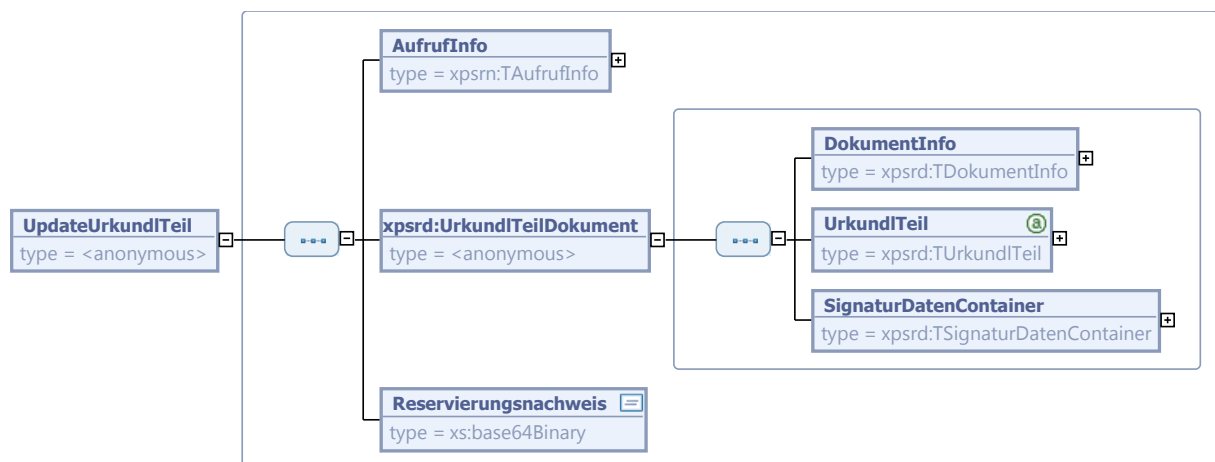 AufrufInfo
type = xpsrn:TAufrufInfo
DokumentInfo
type = xpsrd:TDokumentInfo
UpdateUrkundlTeil
type = <anonymous>
xpsrd:UrkundlTeilDokument
type = <anonymous>
UrkundlTeil
a
type = xpsrd:TUrkundlTeil
SignaturDatenContainer
type = xpsrd:TSignaturDatenContainer
Reservierungsnachweis
type = xs:base64Binary